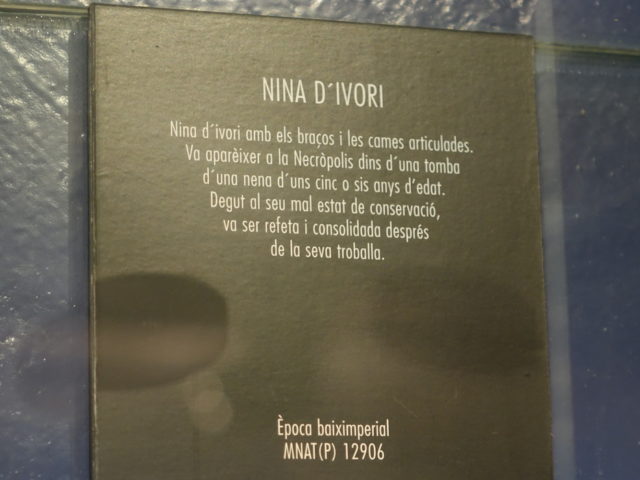 NINA D´IVORI
Nina d´ivori amb els braços i les cames articulades.
Va aparèixer a la Necròpolis dins d´una tomba
d´una nena d´uns cinc o sis anys d’edat.
Degut al seu mal estat de conservació,
va ser refeta i consolidada després
de la seva troballa.
Època baiximperial
MNAT(P) 12906